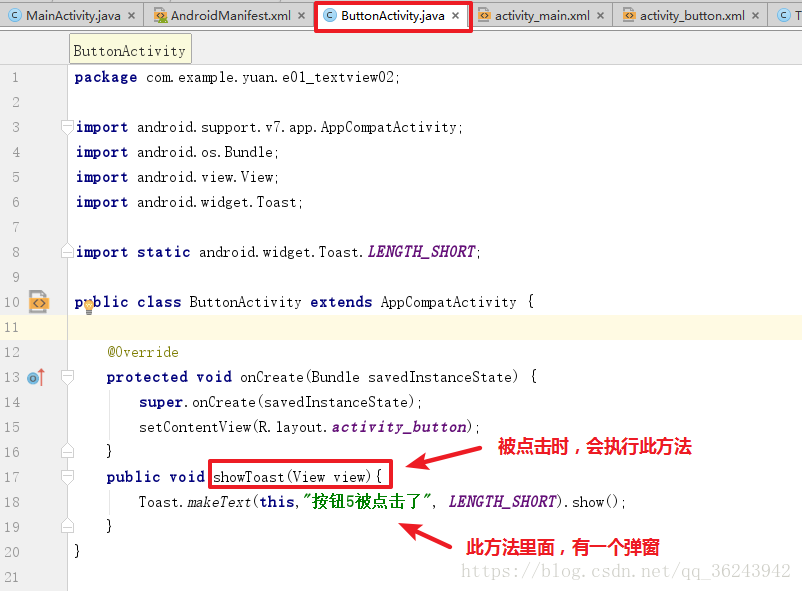 MainActivity.java AndroidManifest.xml ButtonActivity.java activity_main.xml activity_button.xml T
ButtonActivity
1 package com.example.yuan.e01_textview02;
2
3 import android.support.v7.app.AppCompatActivity;
4 import android.os.Bundle;
5 import android.view.View;
6 import android.widget.Toast;
7
8 import static android.widget.Toast.LENGTH_SHORT;
9
10 public class ButtonActivity extends AppCompatActivity {
11
12 @Override
13 protected void onCreate(Bundle savedInstanceState) {
14 super.onCreate(savedInstanceState);
15 setContentView(R.layout.activity_button);
被点击时，会执行此方法
16 }
17 public void showToast(View view){
18 Toast.makeText(this,"按钮5被点击了", LENGTH_SHORT).show();
19 }
此方法里面，有一个弹窗
20 }
21
https://blog.csdn.net/qq_36243942